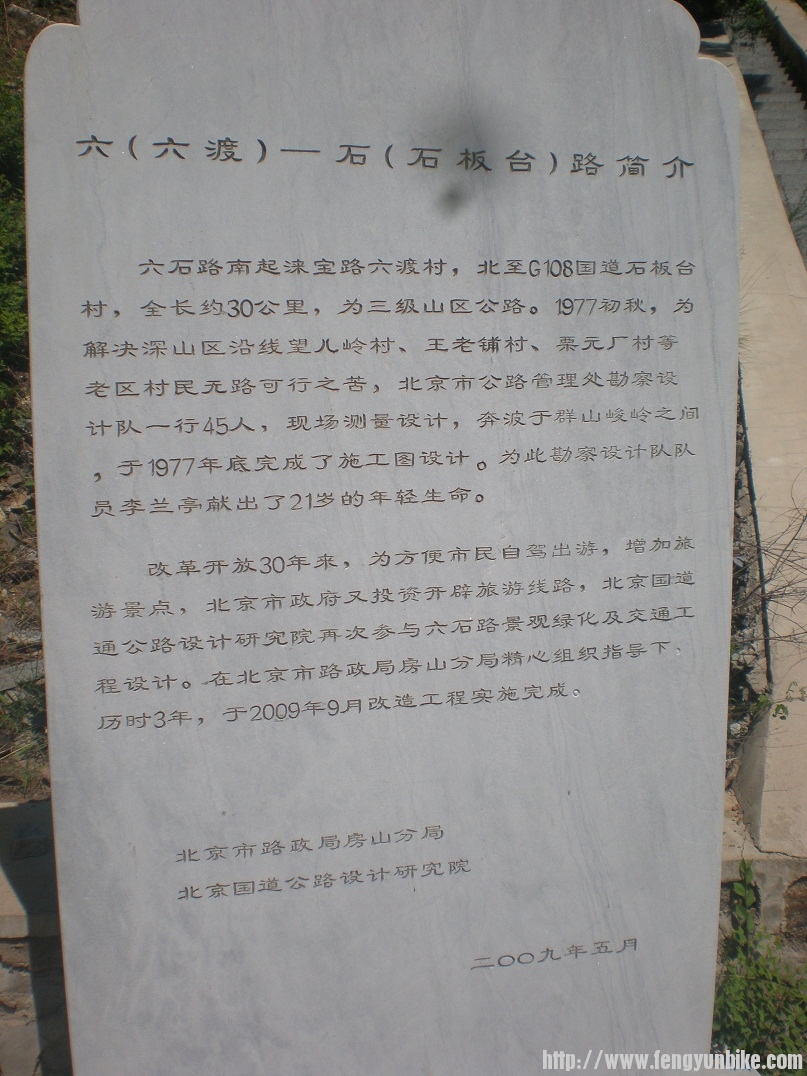 六(六渡)—石(石板台)路简介
六石路南起涞宝路六渡村，北至G108国道石板台
村，全长约30公里，为三级山区公路。1977初秋，为
解决深山区沿线望儿岭村、王老铺村、栗元厂村等
老区村民无路可行之苦，北京市公路管理处勘察设
计队一行45人，现场测量设计，奔波于群山峻岭之间
，于1977年底完成了施工图设计。为此勘察设计队队
员李兰亭献出了21岁的年轻生命。
改革开放30年来，为方便市民自驾出游，增加旅
游景点，北京市政府又投资开辟旅游线路，北京国道
通公路设计研究院再次参与六石路景观绿化及交通工
程设计。在北京市路政局房山分局精心组织指导下，
历时3年，于2009年9月改造工程实施完成。
北京市路政局房山分局
北京国道公路设计研究院
二〇〇九年五月
http://www.fengyunbike.com